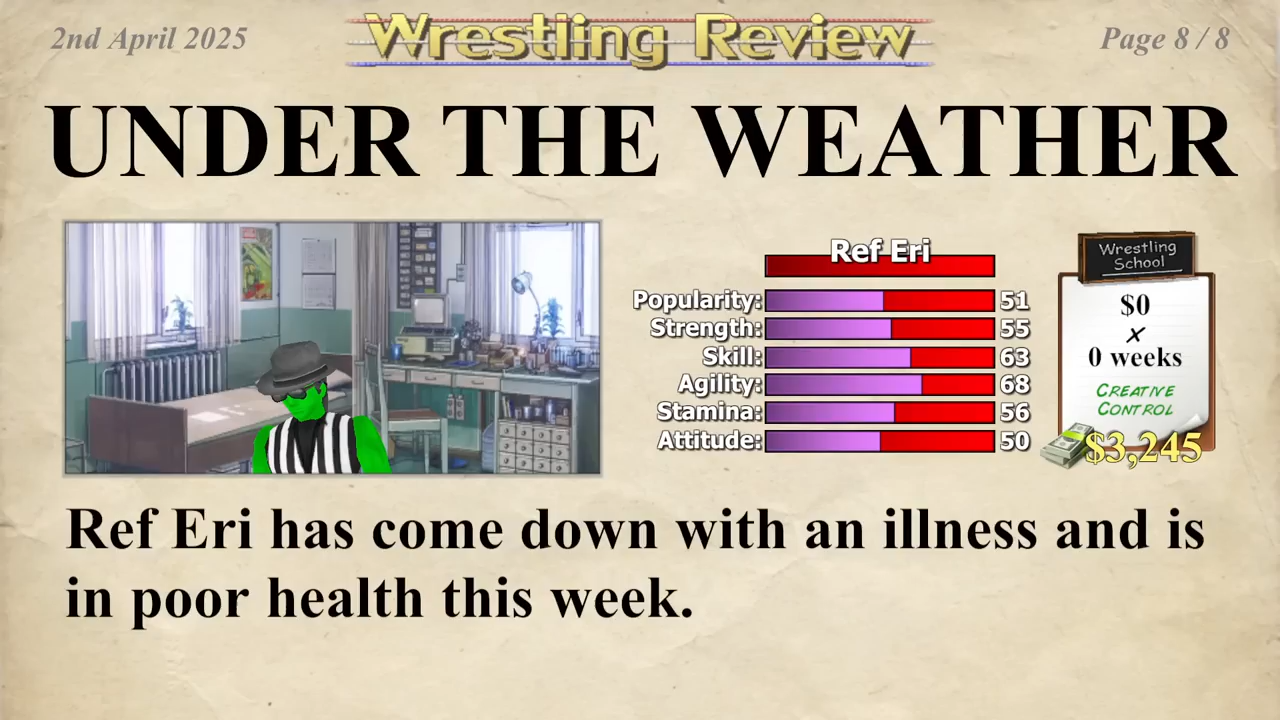 2nd April 2025
Wrestling Review
Page 8 / 8
UNDER THE WEATHER
Ref Eri
Popularity: 51
Strength: 55
Skill: 63
Agility: 68
Stamina: 56
Attitude: 50
Wrestling
School
$0
x
0 weeks
CREATIVE
CONTROL
$3,245
Ref Eri has come down with an illness and is
in poor health this week.